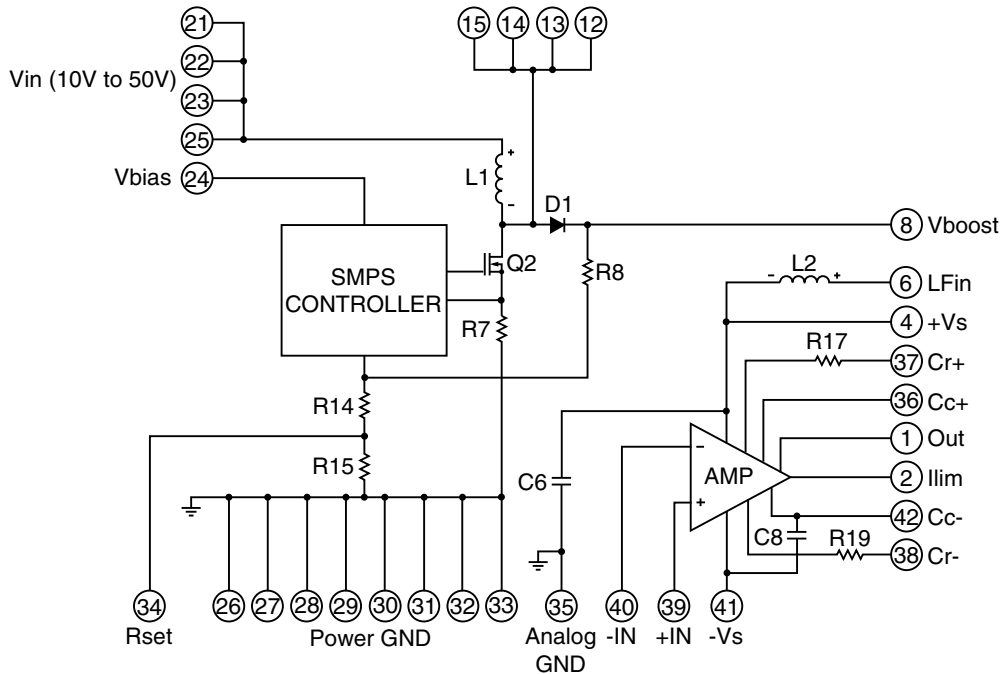 21
15
14
13
12
22
Vin (10V to 50V)
23
25
L1
+
-
Vbias
24
D1
8
Vboost
SMPS
CONTROLLER
Q2
R8
-
L2
+
6
LFin
R7
4
+Vs
R17
37
Cr+
R14
36
Cc+
1
Out
R15
C6
-
AMP
2
Ilim
+
42
Cc-
C8
R19
38
Cr-
34
26
27
28
29
30
31
32
33
35
40
39
41
Rset
Power GND
Analog
GND
-IN
+IN
-Vs